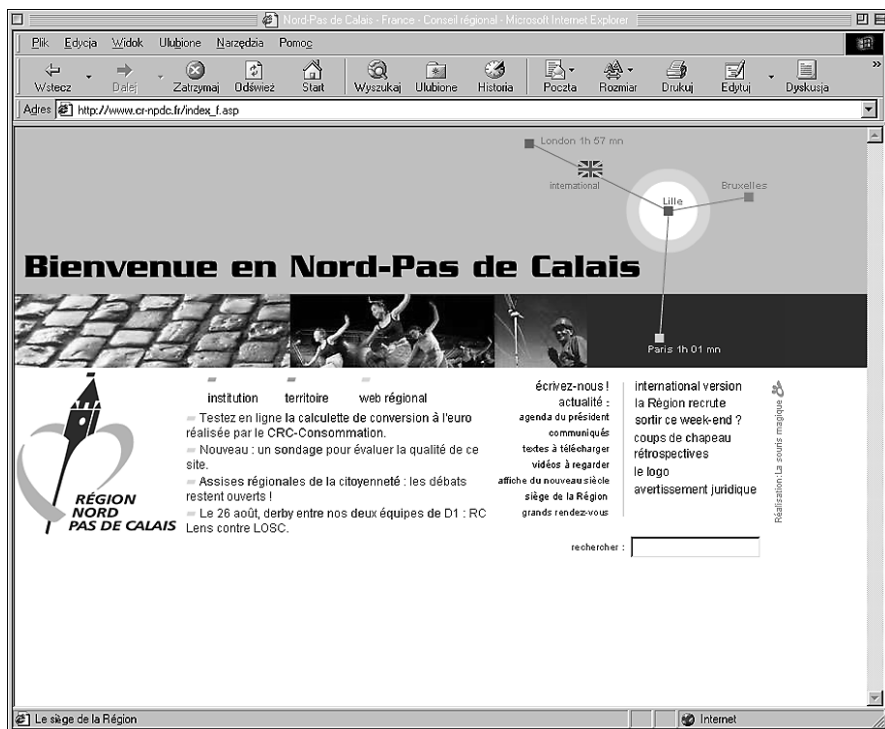 Nord-Pas de Calais - France - Conseil régional - Microsoft Internet Explorer
Plik Edycja Widok Ulubione Narzędzia Pomoc
Wstecz Dalej Zatrzymaj Odśwież Start Wyszukaj Ulubione Historia Poczta Rozmiar Drukuj Edytuj Dyskusja
Adres http://www.cr-npdc.fr/index_f.asp
London 1h 57 mn
international
Bruxelles
Lille
Bienvenue en Nord-Pas de Calais
Paris 1h 01 mn
RÉGION
NORD
PAS DE CALAIS
institution territoire web régional
Testez en ligne la calculette de conversion à l'euro
réalisée par le CRC-Consommation.
Nouveau : un sondage pour évaluer la qualité de ce
site.
Assises régionales de la citoyenneté : les débats
restent ouverts !
Le 26 août, derby entre nos deux équipes de D1 : RC
Lens contre LOSC.
écrivez-nous !
actualité :
agenda du président
communiqués
textes à télécharger
vidéos à regarder
affiche du nouveau siècle
siège de la Région
grands rendez-vous
international version
la Région recrute
sortir ce week-end ?
coups de chapeau
rétrospectives
le logo
avertissement juridique
Réalisation:La souris magique
rechercher :
Le siège de la Région
Internet